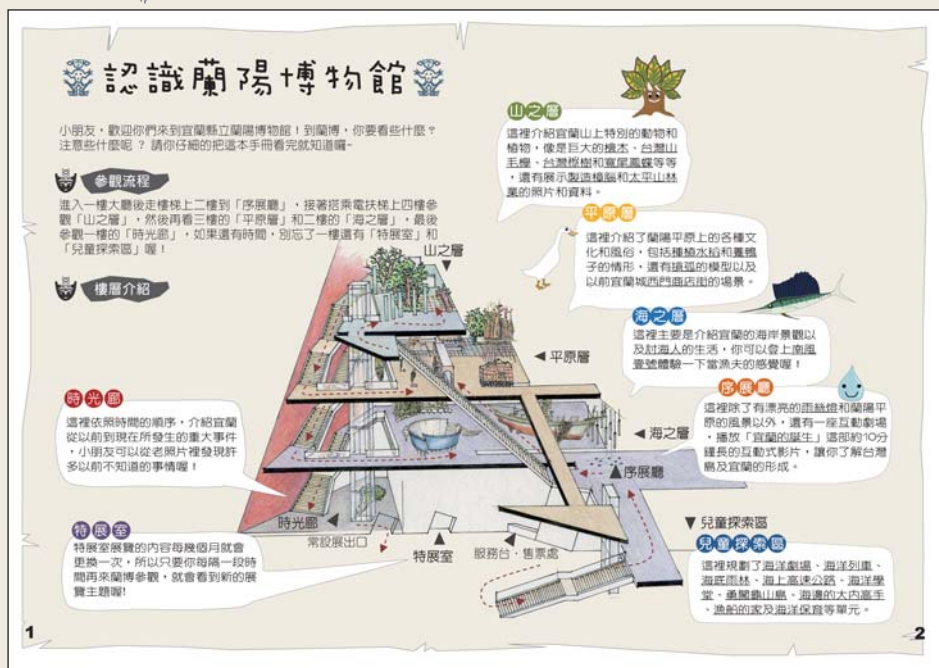 認識蘭陽博物館
小朋友，歡迎你們來到宜蘭縣立蘭陽博物館！到蘭博，你要看些什麼？
注意些什麼呢？請你仔細的把這本手冊看完就知道囉~
參觀流程
進入一樓大廳後走樓梯上二樓到「序展廳」，接著搭乘電扶梯上四樓參
觀「山之層」，然後再看三樓的「平原層」和二樓的「海之層」，最後
參觀一樓的「時光廊」，如果還有時間，別忘了一樓還有「特展室」和
「兒童探索區」喔！
樓層介紹
山之層
平原層
海之層
序展廳
兒童探索區
時光廊
常設展出口
特展室
服務台‧售票處
時光廊
這裡依照時間的順序，介紹宜蘭
從以前到現在所發生的重大事件
，小朋友可以從老照片裡發現許
多以前不知道的事情喔！
特展室
特展室展覽的內容每幾個月就會
更換一次，所以只要你每隔一段時
間再來蘭博參觀，就會看到新的展
覽主題喔!
1
山之層
這裡介紹宜蘭山上特別的動物和
植物，像是巨大的檜木、台灣山
毛櫸、台灣檫樹和寬尾鳳蝶等等
，還有展示製造樟腦和太平山林
業的照片和資料。
平原層
這裡介紹了蘭陽平原上的各種文
化和風俗，包括種植水稻和養鴨
子的情形，還有搶孤的模型以及
以前宜蘭城西門商店街的場景。
海之層
這裡主要是介紹宜蘭的海岸景觀以
及討海人的生活，你可以登上南風
壹號體驗一下當漁夫的感覺喔！
序展廳
這裡除了有漂亮的雨絲燈和蘭陽平
原的風景以外，還有一座互動劇場
，播放「宜蘭的誕生」這部約10分
鐘長的互動式影片，讓你了解台灣
島及宜蘭的形成。
兒童探索區
這裡規劃了海洋劇場、海洋列車、
海底雨林、海上高速公路、海洋學
堂、勇闖龜山島、海邊的大內高手
、漁船的家及海洋保育等單元。
2